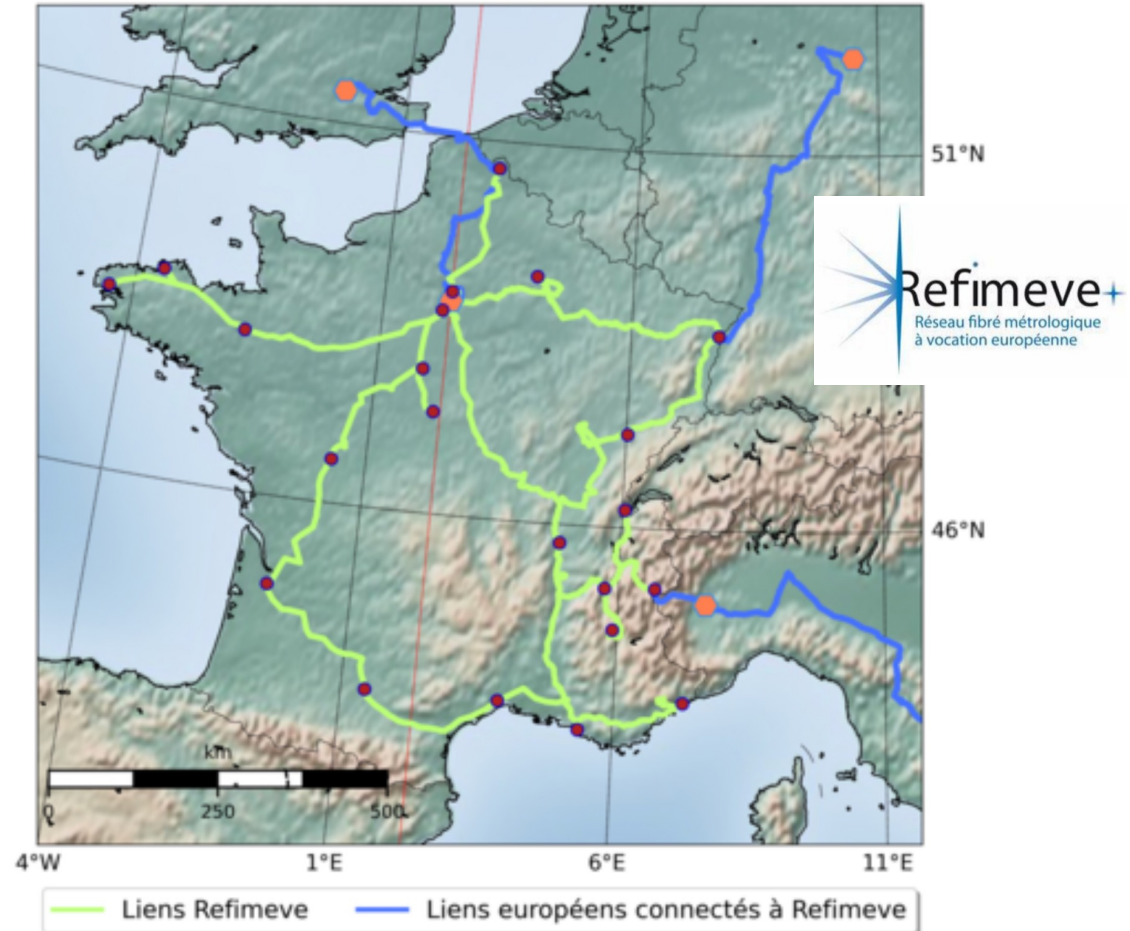 51°N
Refimeve+
Réseau fibré métrologique
à vocation européenne
46°N
km
0 250 500
4°W 1°E 6°E 11°E
Liens Refimeve Liens européens connectés à Refimeve